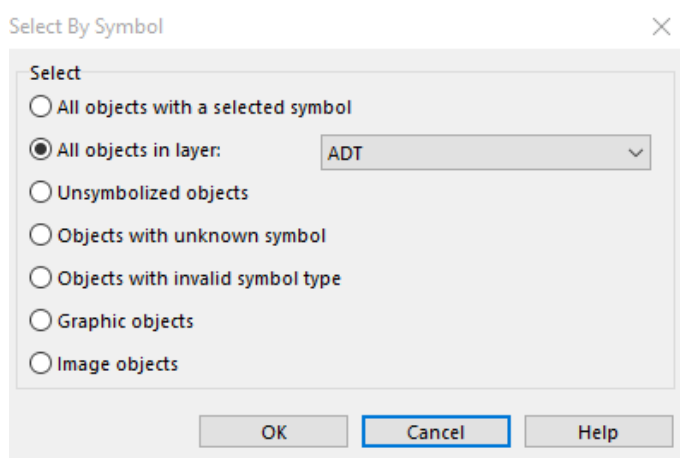 Select By Symbol
Select
All objects with a selected symbol
All objects in layer: ADT
Unsymbolized objects
Objects with unknown symbol
Objects with invalid symbol type
Graphic objects
Image objects
OK Cancel Help